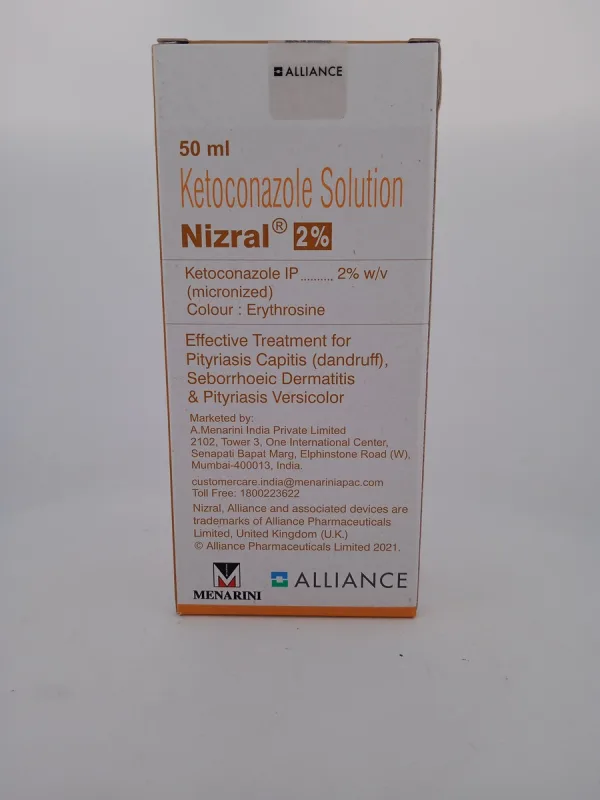 ALLIANCE
50 ml
Ketoconazole Solution
Nizral® 2%
Ketoconazole IP .......... 2% w/v
(micronized)
Colour : Erythrosine
Effective Treatment for
Pityriasis Capitis (dandruff),
Seborrhoeic Dermatitis
& Pityriasis Versicolor
Marketed by:
A.Menarini India Private Limited
2102, Tower 3, One International Center,
Senapati Bapat Marg, Elphinstone Road (W),
Mumbai-400013, India.
customercare.india@menariniapac.com
Toll Free: 1800223622
Nizral, Alliance and associated devices are
trademarks of Alliance Pharmaceuticals
Limited, United Kingdom (U.K.)
© Alliance Pharmaceuticals Limited 2021.
MENARINI
ALLIANCE